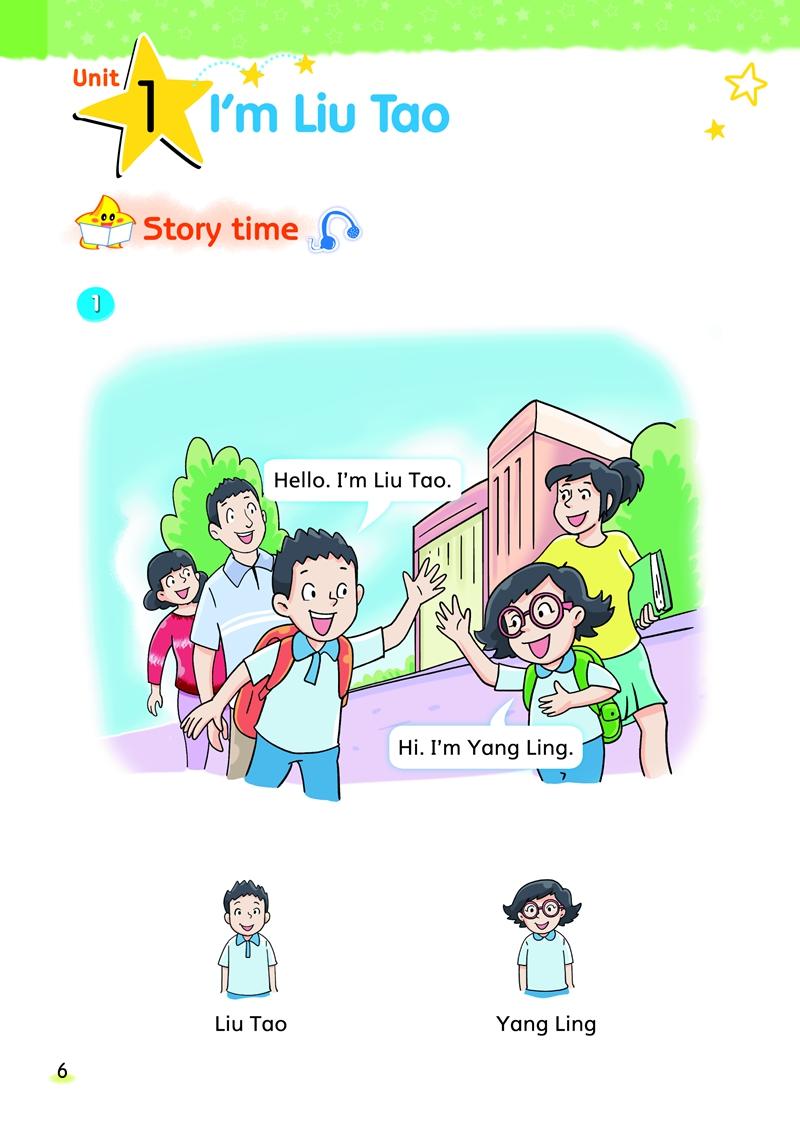 Unit 1 I'm Liu Tao
Story time
1
Hello. I'm Liu Tao.
Hi. I'm Yang Ling.
Liu Tao
Yang Ling
6